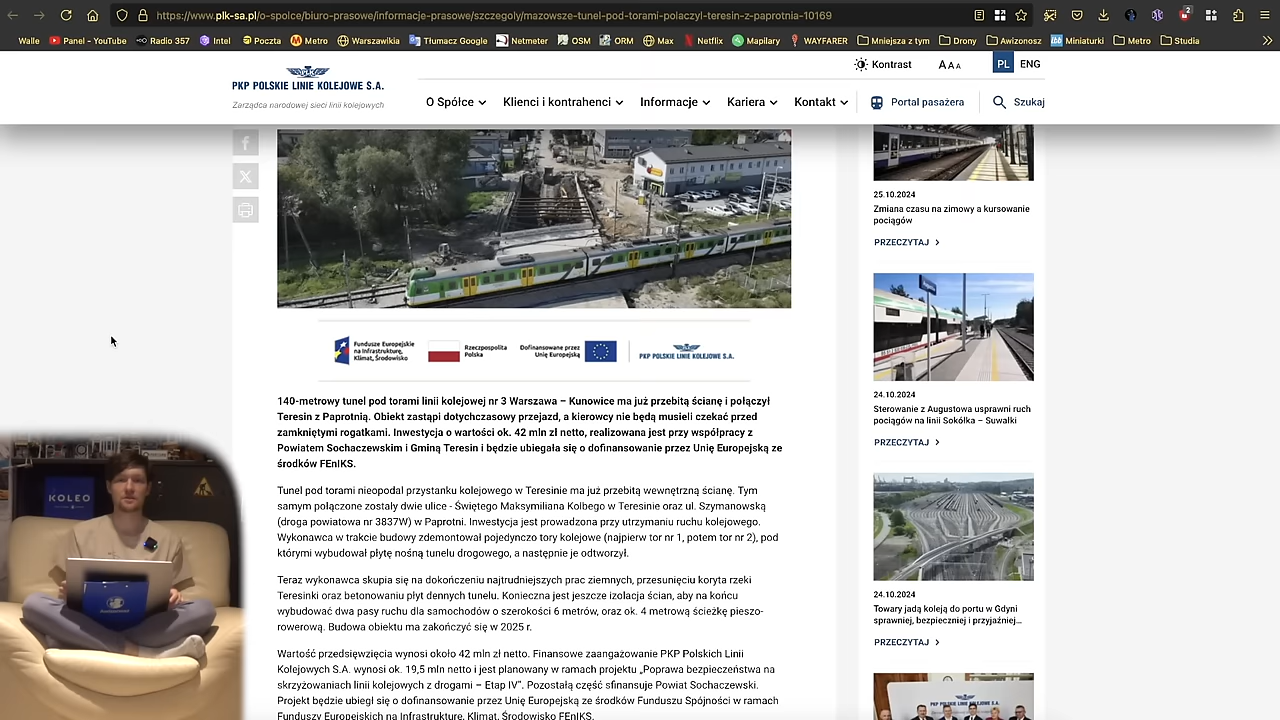 https://www.plk-sa.pl/o-spolce/biuro-prasowe/informacje-prasowe/szczegoly/mazowsze-tunel-pod-torami-polaczyl-teresin-z-paprotnia-10169
Walle Panel - YouTube Radio 357 Intel Poczta Metro Warszawikia Tłumacz Google Netmeter OSM ORM Max Netflix Mapilary WAYFARER Mniejsza z tym Drony Awizonosz Miniaturki Metro Studia
Kontrast AAA PL ENG
PKP POLSKIE LINIE KOLEJOWE S.A.
Zarządca narodowej sieci linii kolejowych
O Spółce Klienci i kontrahenci Informacje Kariera Kontakt Portal pasażera Szukaj
Fundusze Europejskie
na Infrastrukturę,
Klimat, Środowisko
Rzeczpospolita
Polska
Dofinansowane przez
Unię Europejską
PKP POLSKIE LINIE KOLEJOWE S.A.
140-metrowy tunel pod torami linii kolejowej nr 3 Warszawa – Kunowice ma już przebitą ścianę i połączył
Teresin z Paprotnią. Obiekt zastąpi dotychczasowy przejazd, a kierowcy nie będą musieli czekać przed
zamkniętymi rogatkami. Inwestycja o wartości ok. 42 mln zł netto, realizowana jest przy współpracy z
Powiatem Sochaczewskim i Gminą Teresin i będzie ubiegała się o dofinansowanie przez Unię Europejską ze
środków FEnIKS.
Tunel pod torami nieopodal przystanku kolejowego w Teresinie ma już przebitą wewnętrzną ścianę. Tym
samym połączone zostały dwie ulice - Świętego Maksymiliana Kolbego w Teresinie oraz ul. Szymanowską
(droga powiatowa nr 3837W) w Paprotni. Inwestycja jest prowadzona przy utrzymaniu ruchu kolejowego.
Wykonawca w trakcie budowy zdemontował pojedynczo tory kolejowe (najpierw tor nr 1, potem tor nr 2), pod
którymi wybudował płytę nośną tunelu drogowego, a następnie je odtworzył.
Teraz wykonawca skupia się na dokończeniu najtrudniejszych prac ziemnych, przesunięciu koryta rzeki
Teresinki oraz betonowaniu płyt dennych tunelu. Konieczna jest jeszcze izolacja ścian, aby na końcu
wybudować dwa pasy ruchu dla samochodów o szerokości 6 metrów, oraz ok. 4 metrową ścieżkę pieszo-
rowerową. Budowa obiektu ma zakończyć się w 2025 r.
Wartość przedsięwzięcia wynosi około 42 mln zł netto. Finansowe zaangażowanie PKP Polskich Linii
Kolejowych S.A. wynosi ok. 19,5 mln netto i jest planowany w ramach projektu „Poprawa bezpieczeństwa na
skrzyżowaniach linii kolejowych z drogami – Etap IV". Pozostałą część sfinansuje Powiat Sochaczewski.
Projekt będzie ubiegł się o dofinansowanie przez Unię Europejską ze środków Funduszu Spójności w ramach
Funduszy Europejskich na Infrastrukturę, Klimat, Środowisko FEnIKS.
25.10.2024
Zmiana czasu na zimowy a kursowanie
pociągów
PRZECZYTAJ
24.10.2024
Sterowanie z Augustowa usprawni ruch
pociągów na linii Sokółka – Suwałki
PRZECZYTAJ
24.10.2024
Towary jadą koleją do portu w Gdyni
sprawniej, bezpieczniej i przyjaźniej...
PRZECZYTAJ
KOLEO